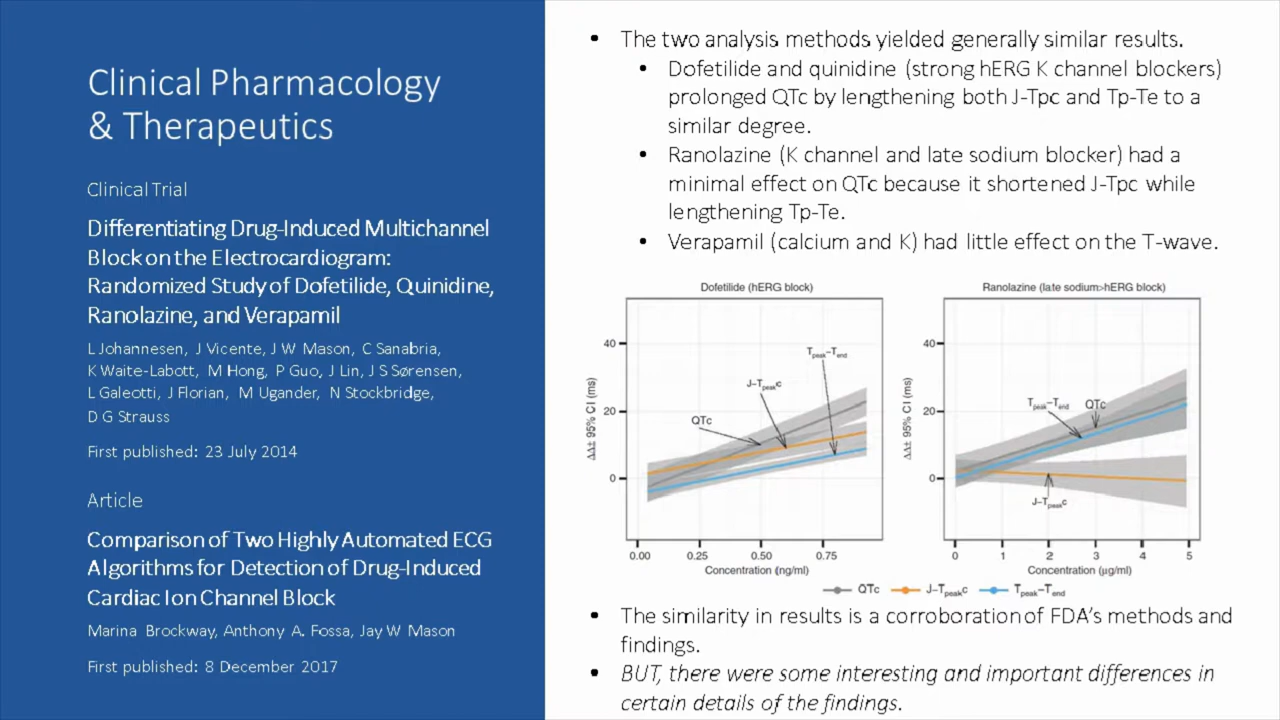 Clinical Pharmacology
& Therapeutics
Clinical Trial
Differentiating Drug-Induced Multichannel
Block on the Electrocardiogram:
Randomized Study of Dofetilide, Quinidine,
Ranolazine, and Verapamil
L Johannesen, J Vicente, J W Mason, C Sanabria,
K Waite-Labott, M Hong, P Guo, J Lin, J S Sørensen,
L Galeotti, J Florian, M Ugander, N Stockbridge,
D G Strauss
First published: 23 July 2014
Article
Comparison of Two Highly Automated ECG
Algorithms for Detection of Drug-Induced
Cardiac Ion Channel Block
Marina Brockway, Anthony A. Fossa, Jay W Mason
First published: 8 December 2017
• The two analysis methods yielded generally similar results.
• Dofetilide and quinidine (strong hERG K channel blockers)
prolonged QTc by lengthening both J-Tpc and Tp-Te to a
similar degree.
• Ranolazine (K channel and late sodium blocker) had a
minimal effect on QTc because it shortened J-Tpc while
lengthening Tp-Te.
• Verapamil (calcium and K) had little effect on the T-wave.
Dofetilide (hERG block)
ΔΔ± 95% CI (ms)
40
20
0
QTc
J–Tpeakc
Tpeak–Tend
0.00 0.25 0.50 0.75
Concentration (ng/ml)
Ranolazine (late sodium>hERG block)
ΔΔ± 95% CI (ms)
40
20
0
Tpeak–Tend
QTc
J–Tpeakc
0 1 2 3 4 5
Concentration (μg/ml)
QTc J–Tpeakc Tpeak–Tend
• The similarity in results is a corroboration of FDA's methods and
findings.
• BUT, there were some interesting and important differences in
certain details of the findings.